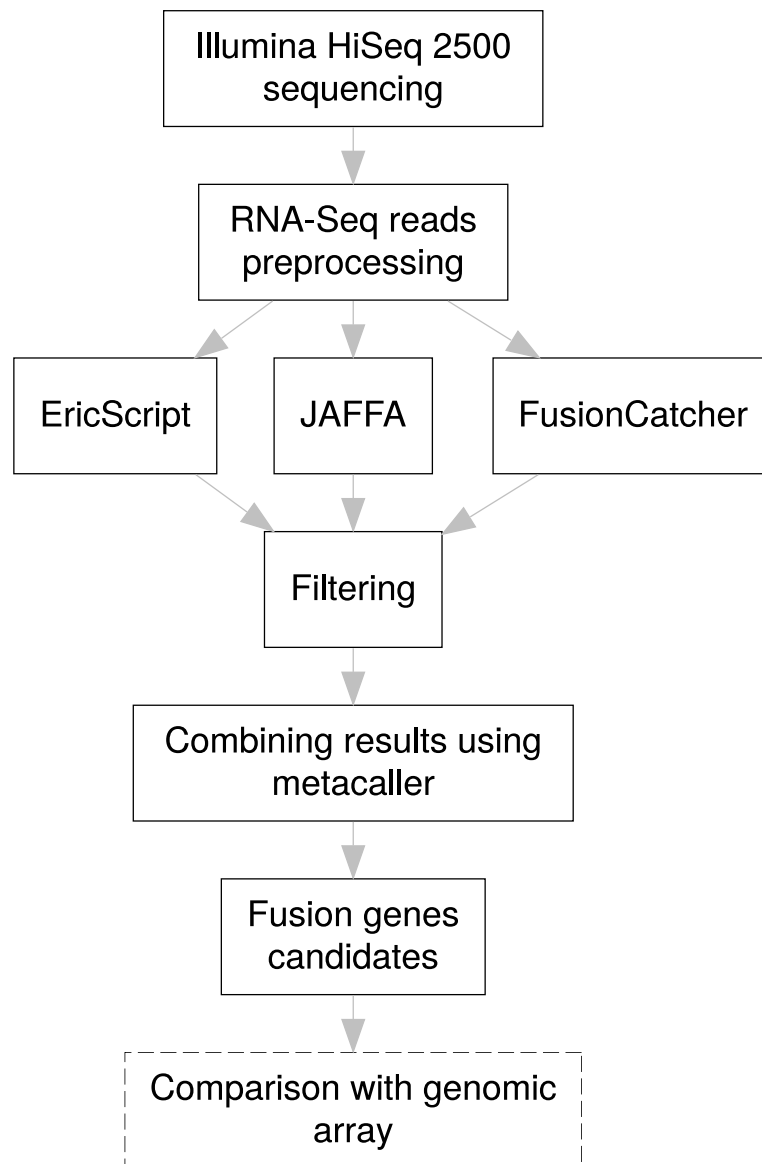 Illumina HiSeq 2500
sequencing
RNA-Seq reads
preprocessing
EricScript
JAFFA
FusionCatcher
Filtering
Combining results using
metacaller
Fusion genes
candidates
Comparison with genomic
array